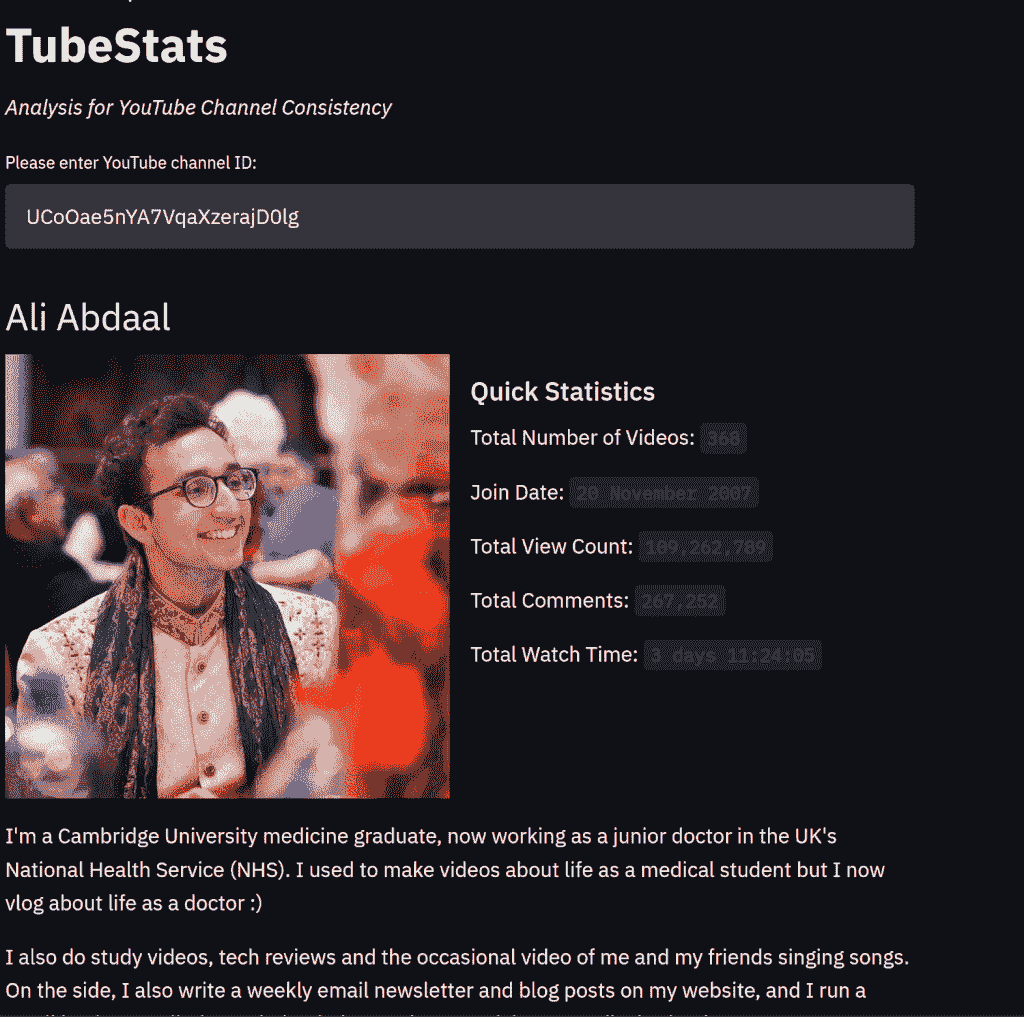 TubeStats
Analysis for YouTube Channel Consistency
Please enter YouTube channel ID:
UCoOae5nYA7VqaXzerajD0lg
Ali Abdaal
Quick Statistics
Total Number of Videos: 368
Join Date: 20 November 2007
Total View Count: 109,262,789
Total Comments: 267,252
Total Watch Time: 3 days 11:24:05
I'm a Cambridge University medicine graduate, now working as a junior doctor in the UK's
National Health Service (NHS). I used to make videos about life as a medical student but I now
vlog about life as a doctor :)
I also do study videos, tech reviews and the occasional video of me and my friends singing songs.
On the side, I also write a weekly email newsletter and blog posts on my website, and I run a